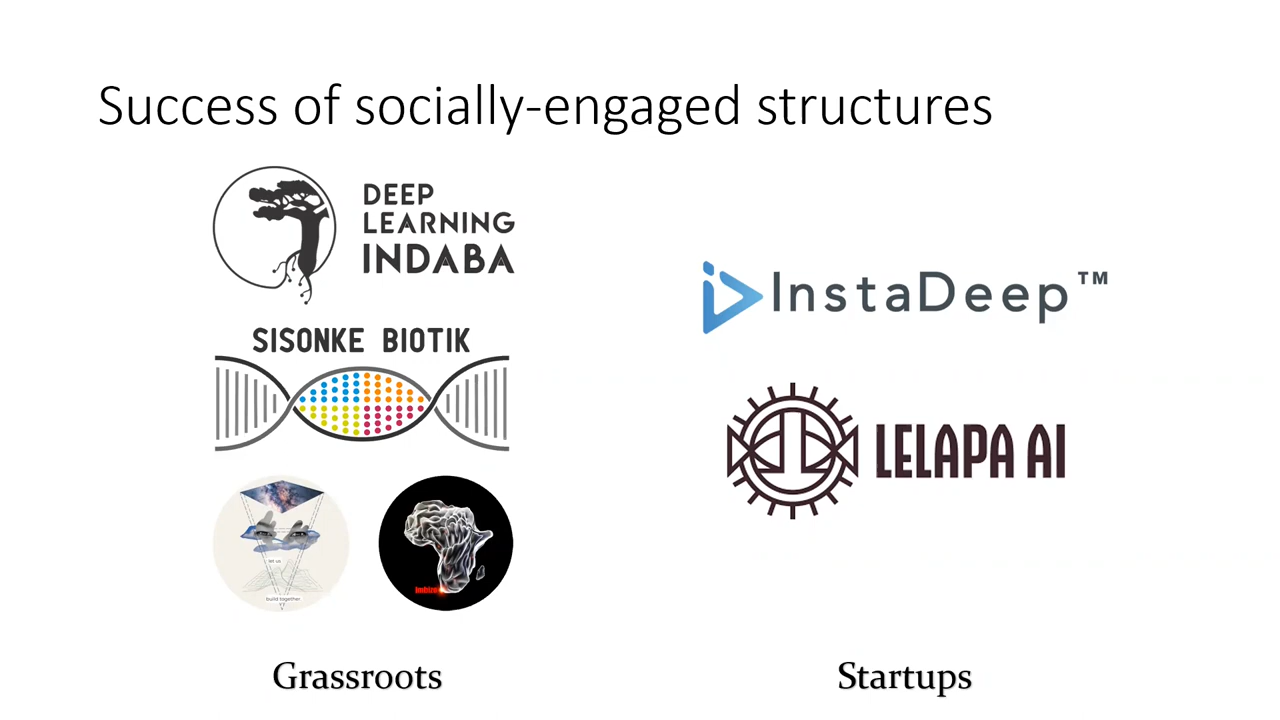 Success of socially-engaged structures
DEEP
LEARNING
INDABA
SISONKE BIOTIK
let us
build together.
Imbizo
Grassroots
InstaDeep™
LELAPA AI
Startups